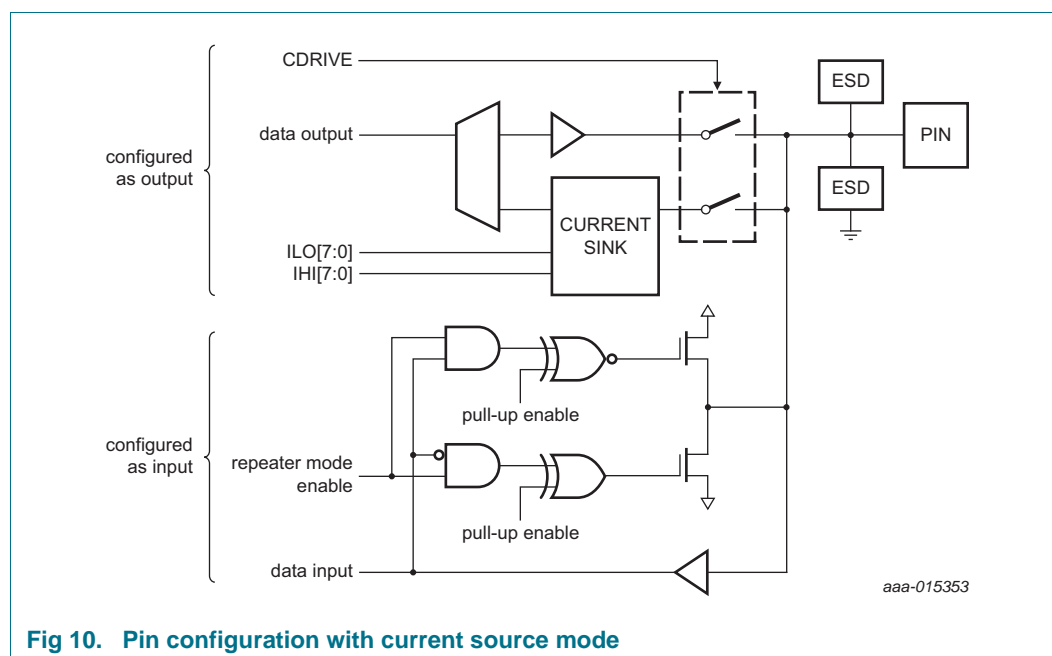 CDRIVE
ESD
data output
PIN
configured
as output
ESD
CURRENT
SINK
ILO[7:0]
IHI[7:0]
pull-up enable
configured
as input
repeater mode
enable
pull-up enable
data input
aaa-015353
Fig 10. Pin configuration with current source mode